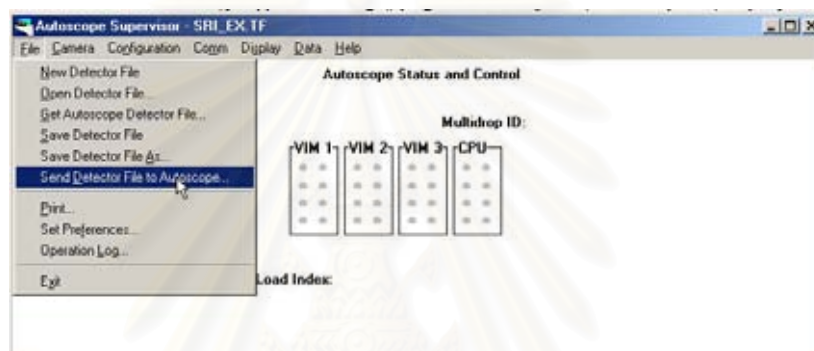 Autoscope Supervisor - SRI_EX.TF
File Camera Configuration Comm Display Data Help
New Detector File
Open Detector File...
Get Autoscope Detector File...
Save Detector File
Save Detector File As...
Send Detector File to Autoscope...
Print...
Set Preferences...
Operation Log...
Exit
Autoscope Status and Control
Multidrop ID:
VIM 1 VIM 2 VIM 3 CPU
Load Index: